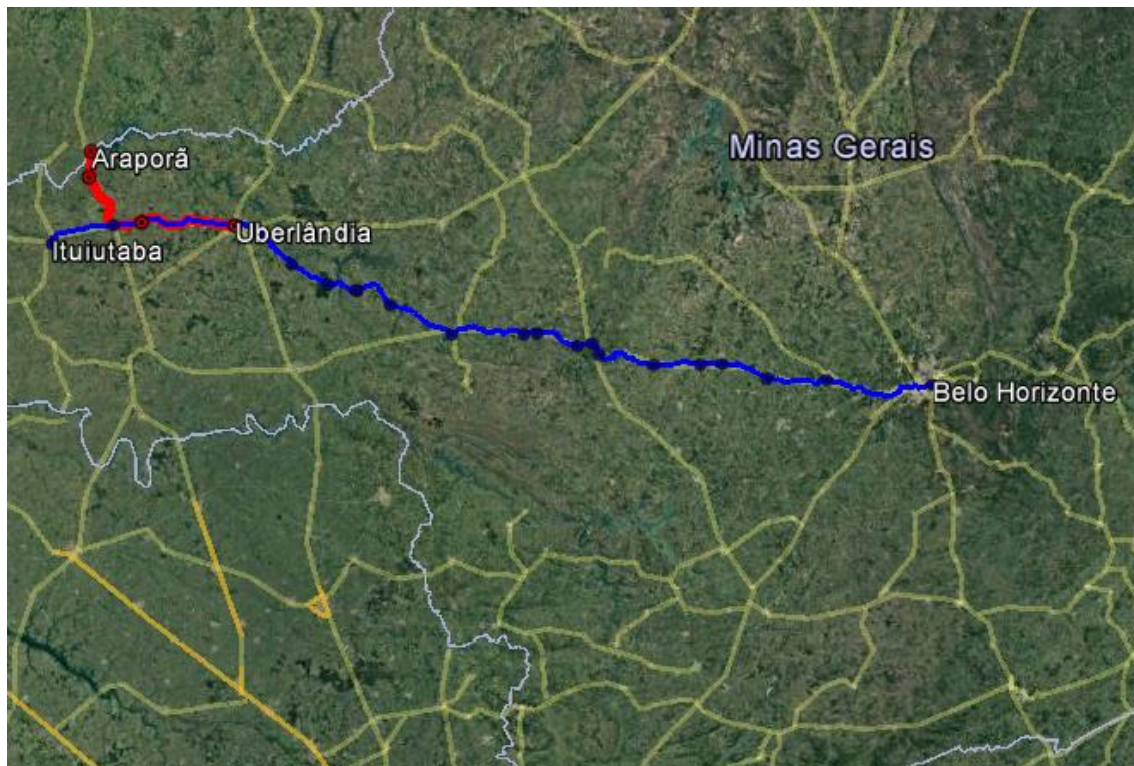 Minas Gerais
Araporã
Uberlândia
Ituiutaba
Belo Horizonte